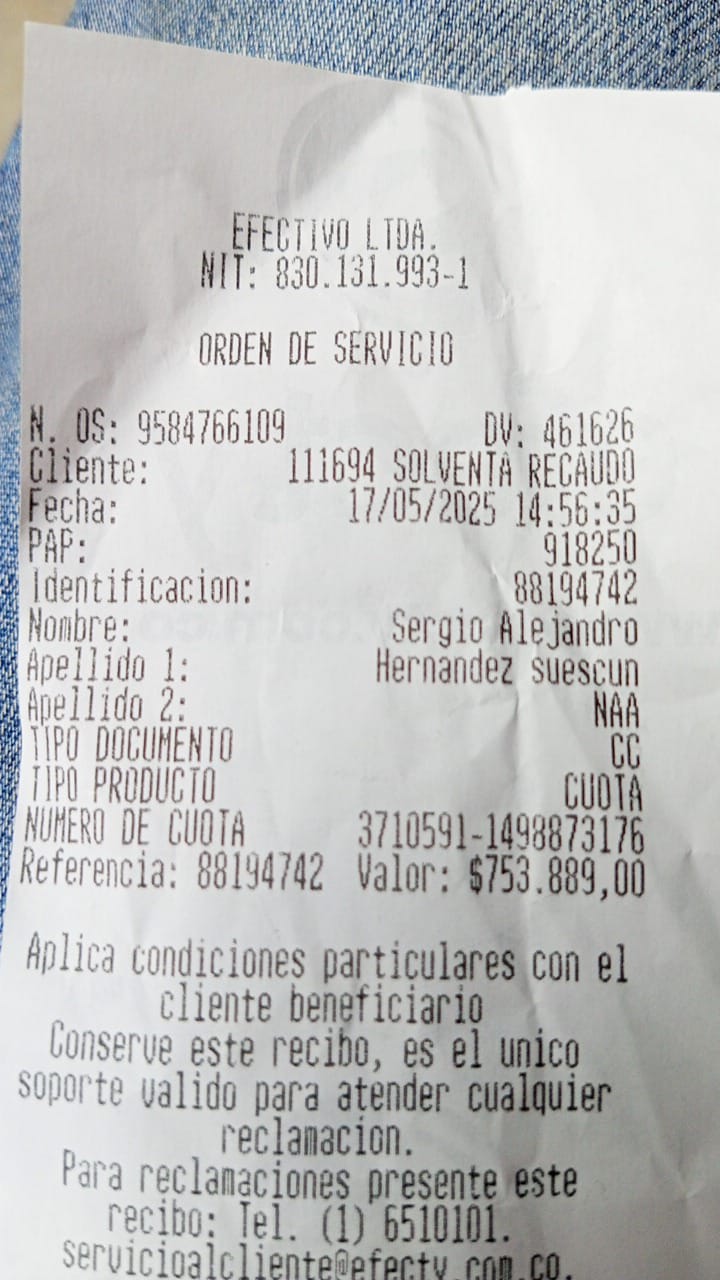 EFECTIVO LTDA.
NIT: 830.131.993-1
ORDEN DE SERVICIO
N. OS: 9584766109 DV: 461626
Cliente: 111694 SOLVENTA RECAUDO
Fecha: 17/05/2025 14:56:35
PAP: 918250
Identificacion: 88194742
Nombre: Sergio Alejandro
Apellido 1: Hernandez suescun
Apellido 2: NAA
TIPO DOCUMENTO CC
TIPO PRODUCTO CUOTA
NUMERO DE CUOTA 3710591-1498873176
Referencia: 88194742 Valor: $753.889,00
Aplica condiciones particulares con el
cliente beneficiario
Conserve este recibo, es el unico
soporte valido para atender cualquier
reclamacion.
Para reclamaciones presente este
recibo: Tel. (1) 6510101.
servicioalcliente@efecty.com.co.